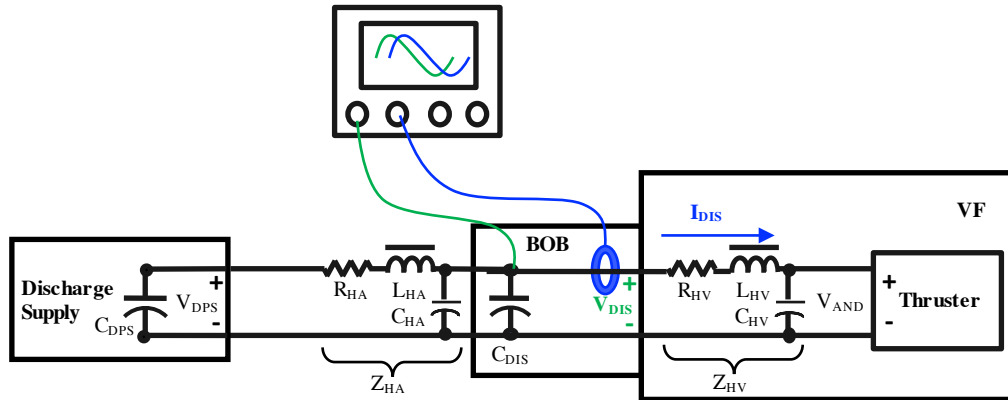 VF
I_DIS
BOB
Discharge
Supply
C_DPS
V_DPS
+
-
R_HA
L_HA
C_HA
Z_HA
C_DIS
+
V_DIS
-
R_HV
L_HV
C_HV
Z_HV
V_AND
+
-
Thruster